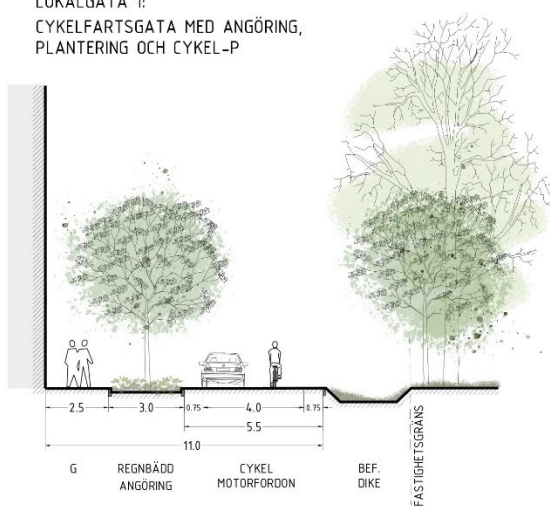 LOKALGATA 1:
CYKELFARTSGATA MED ANGÖRING,
PLANTERING OCH CYKEL-P
2.5 3.0 0.75 4.0 0.75
5.5
11.0
G REGNBÄDD CYKEL BEF.
ANGÖRING MOTORFORDON DIKE
FASTIGHETSGRÄNS